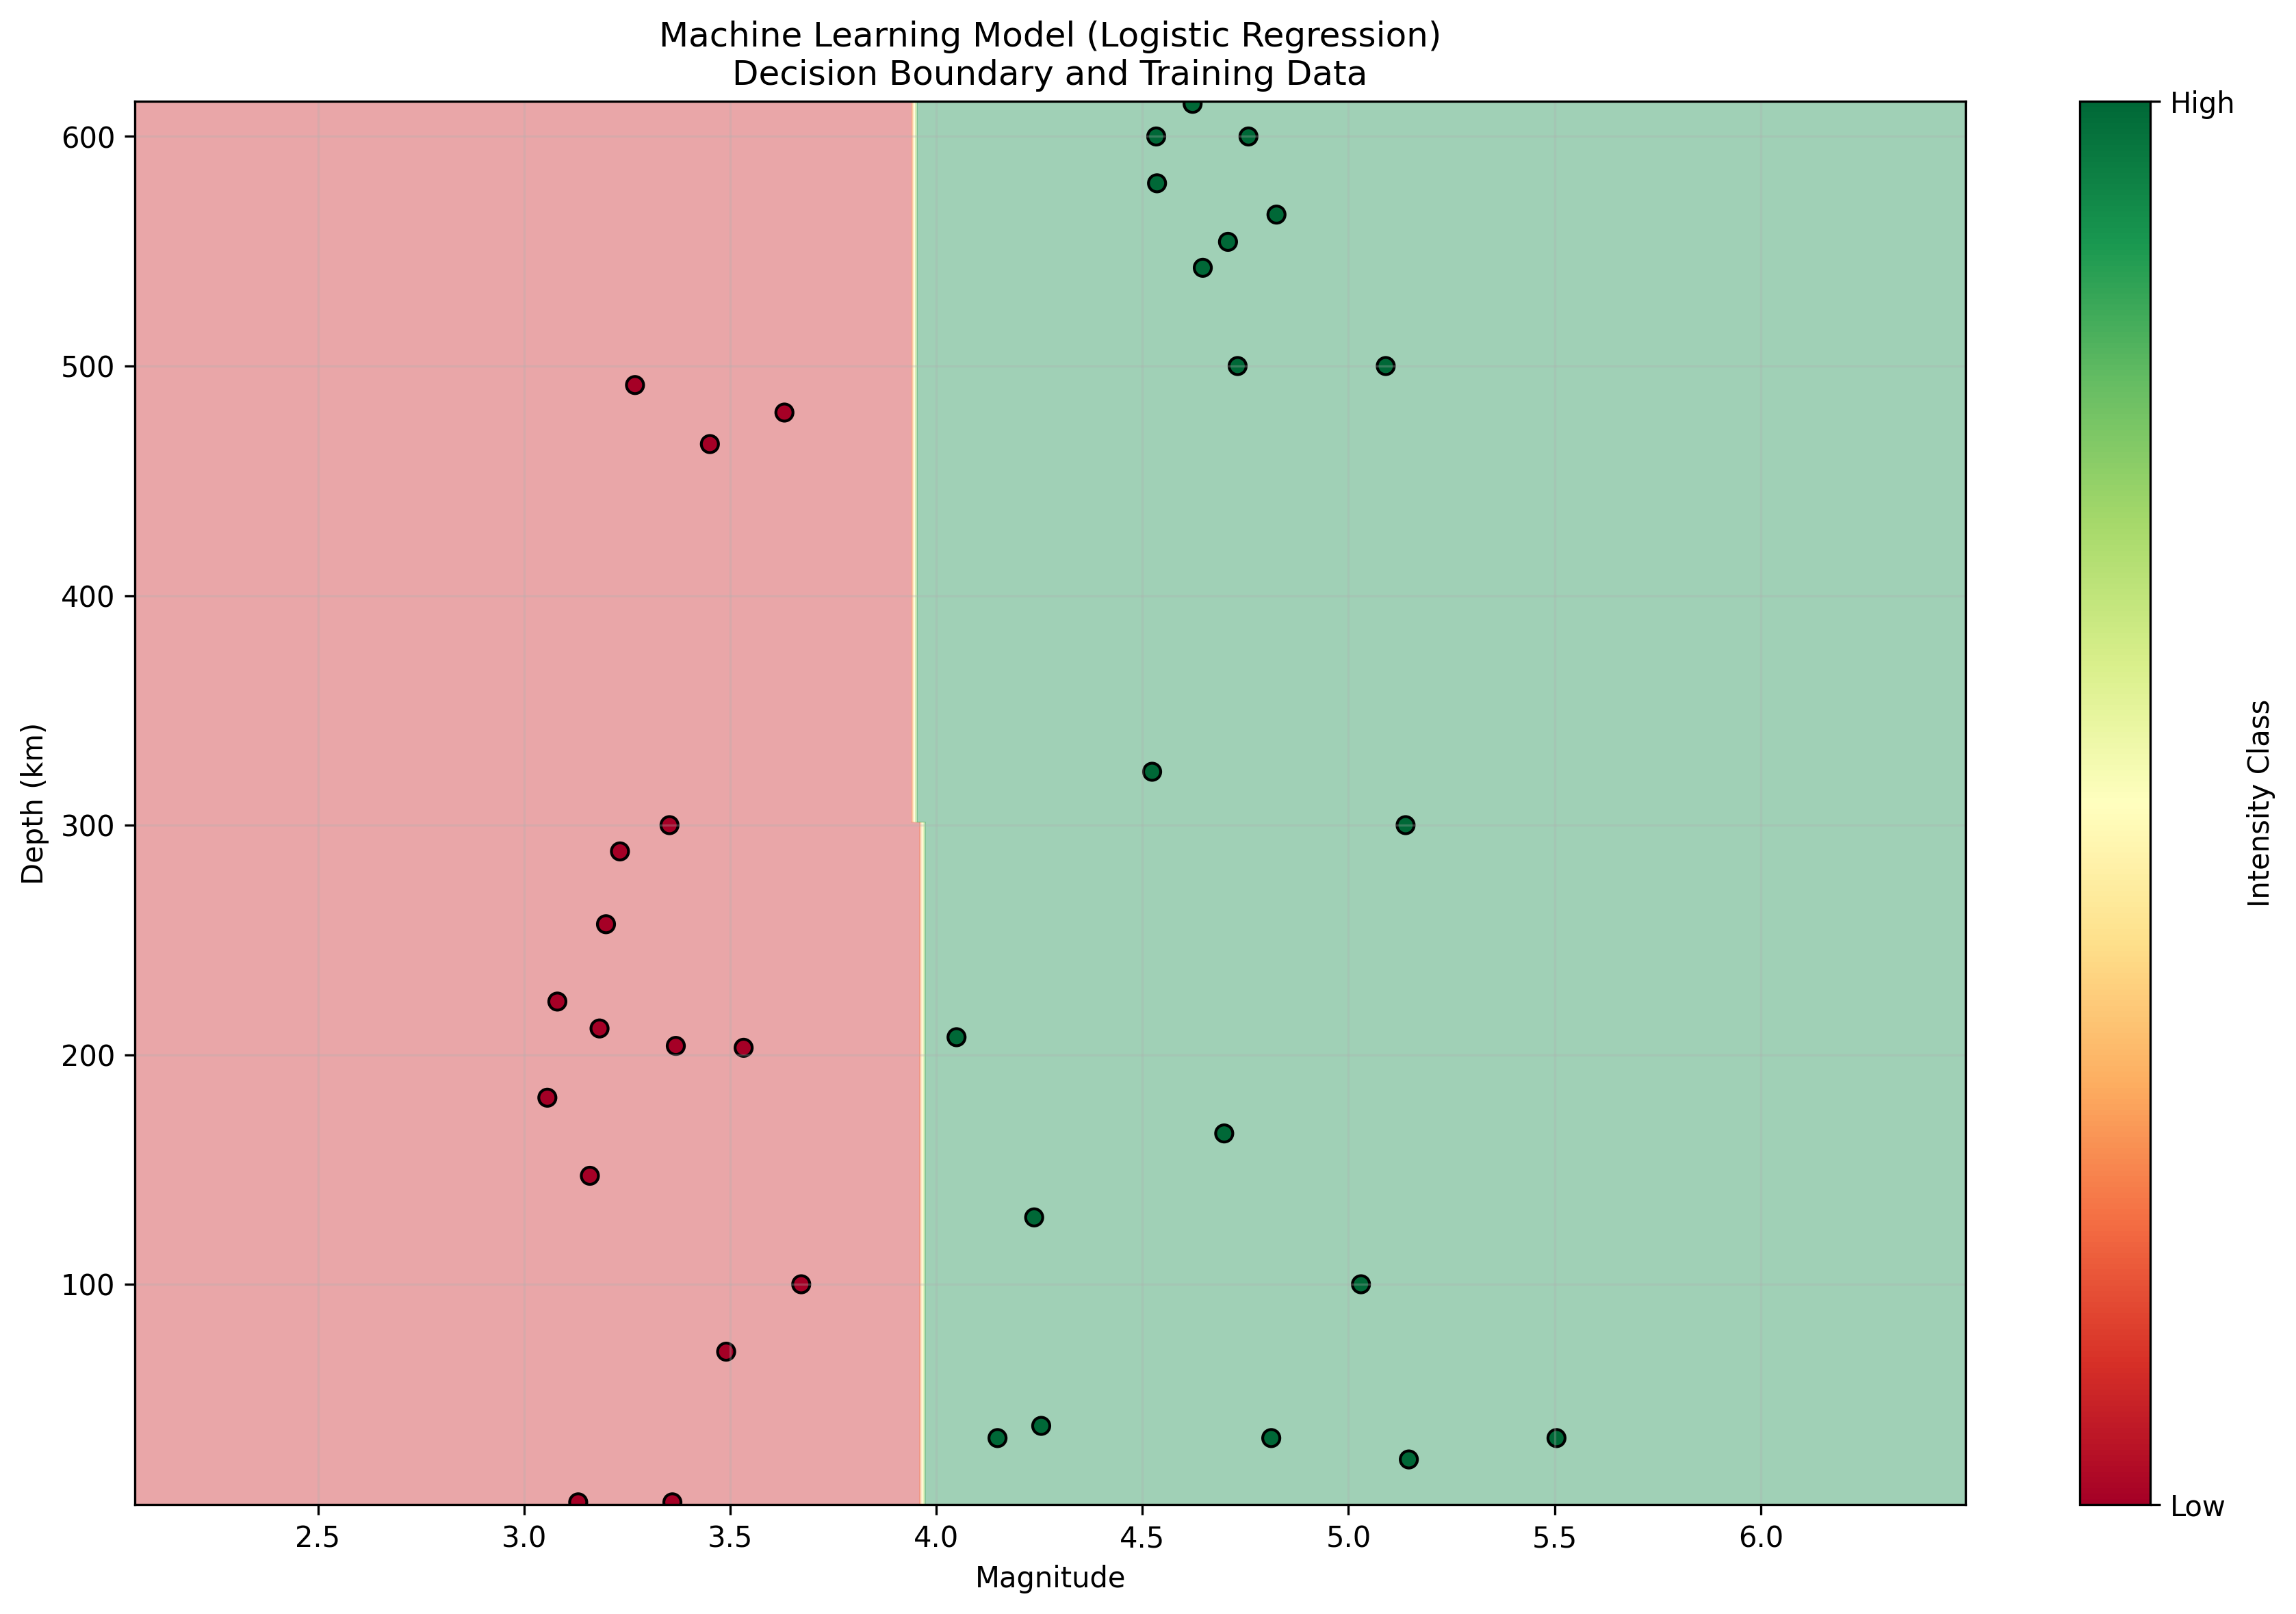 Machine Learning Model (Logistic Regression)
Decision Boundary and Training Data
High
600
500
400
300
200
100
Depth (km)
Intensity Class
Low
2.5
3.0
3.5
4.0
4.5
5.0
5.5
6.0
Magnitude